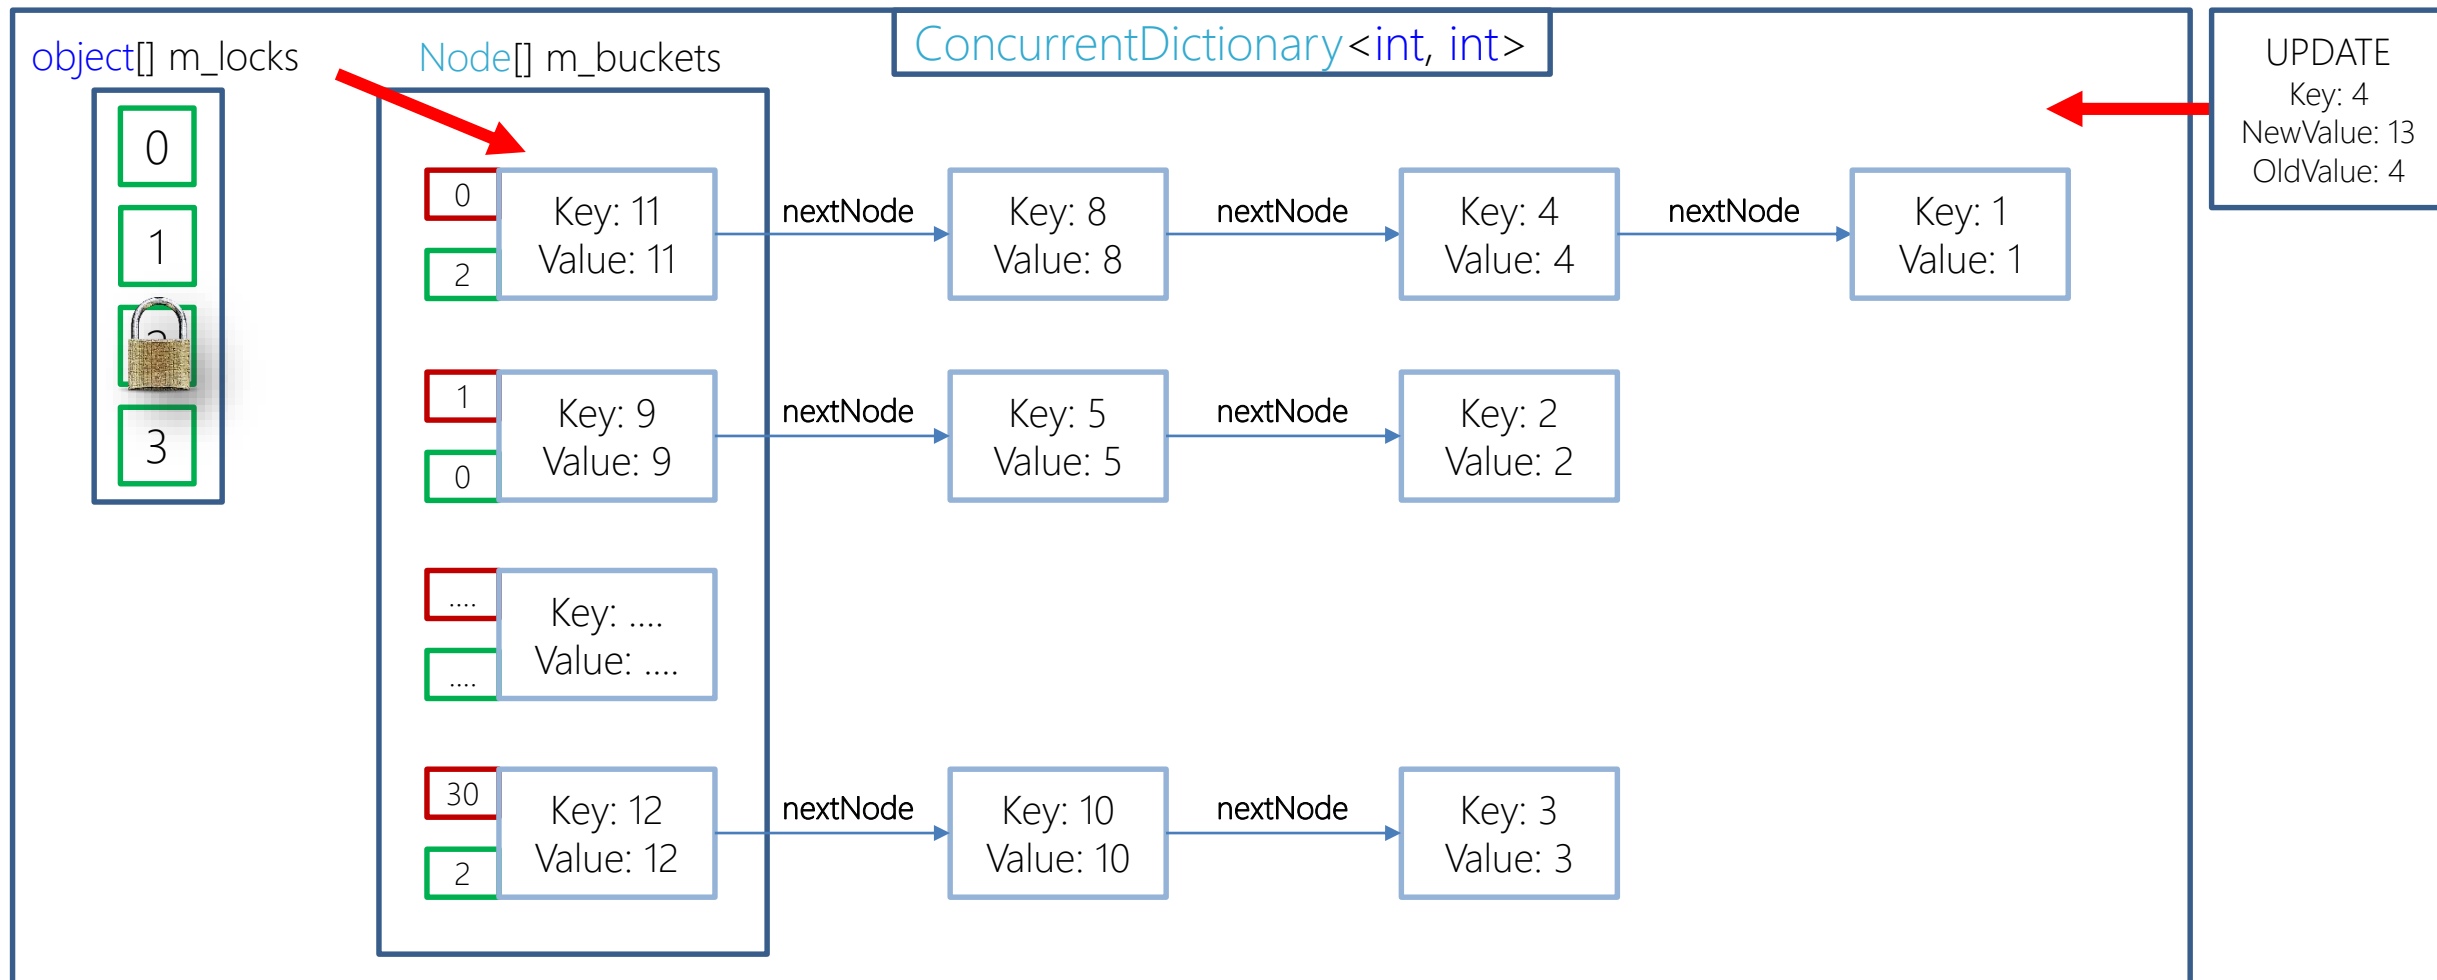 ConcurrentDictionary<int, int>
object[] m_locks
0
1
3
Node[] m_buckets
0
2
Key: 11
Value: 11
nextNode
Key: 8
Value: 8
nextNode
Key: 4
Value: 4
nextNode
Key: 1
Value: 1
1
0
Key: 9
Value: 9
nextNode
Key: 5
Value: 5
nextNode
Key: 2
Value: 2
....
....
Key: ....
Value: ....
30
2
Key: 12
Value: 12
nextNode
Key: 10
Value: 10
nextNode
Key: 3
Value: 3
UPDATE
Key: 4
NewValue: 13
OldValue: 4